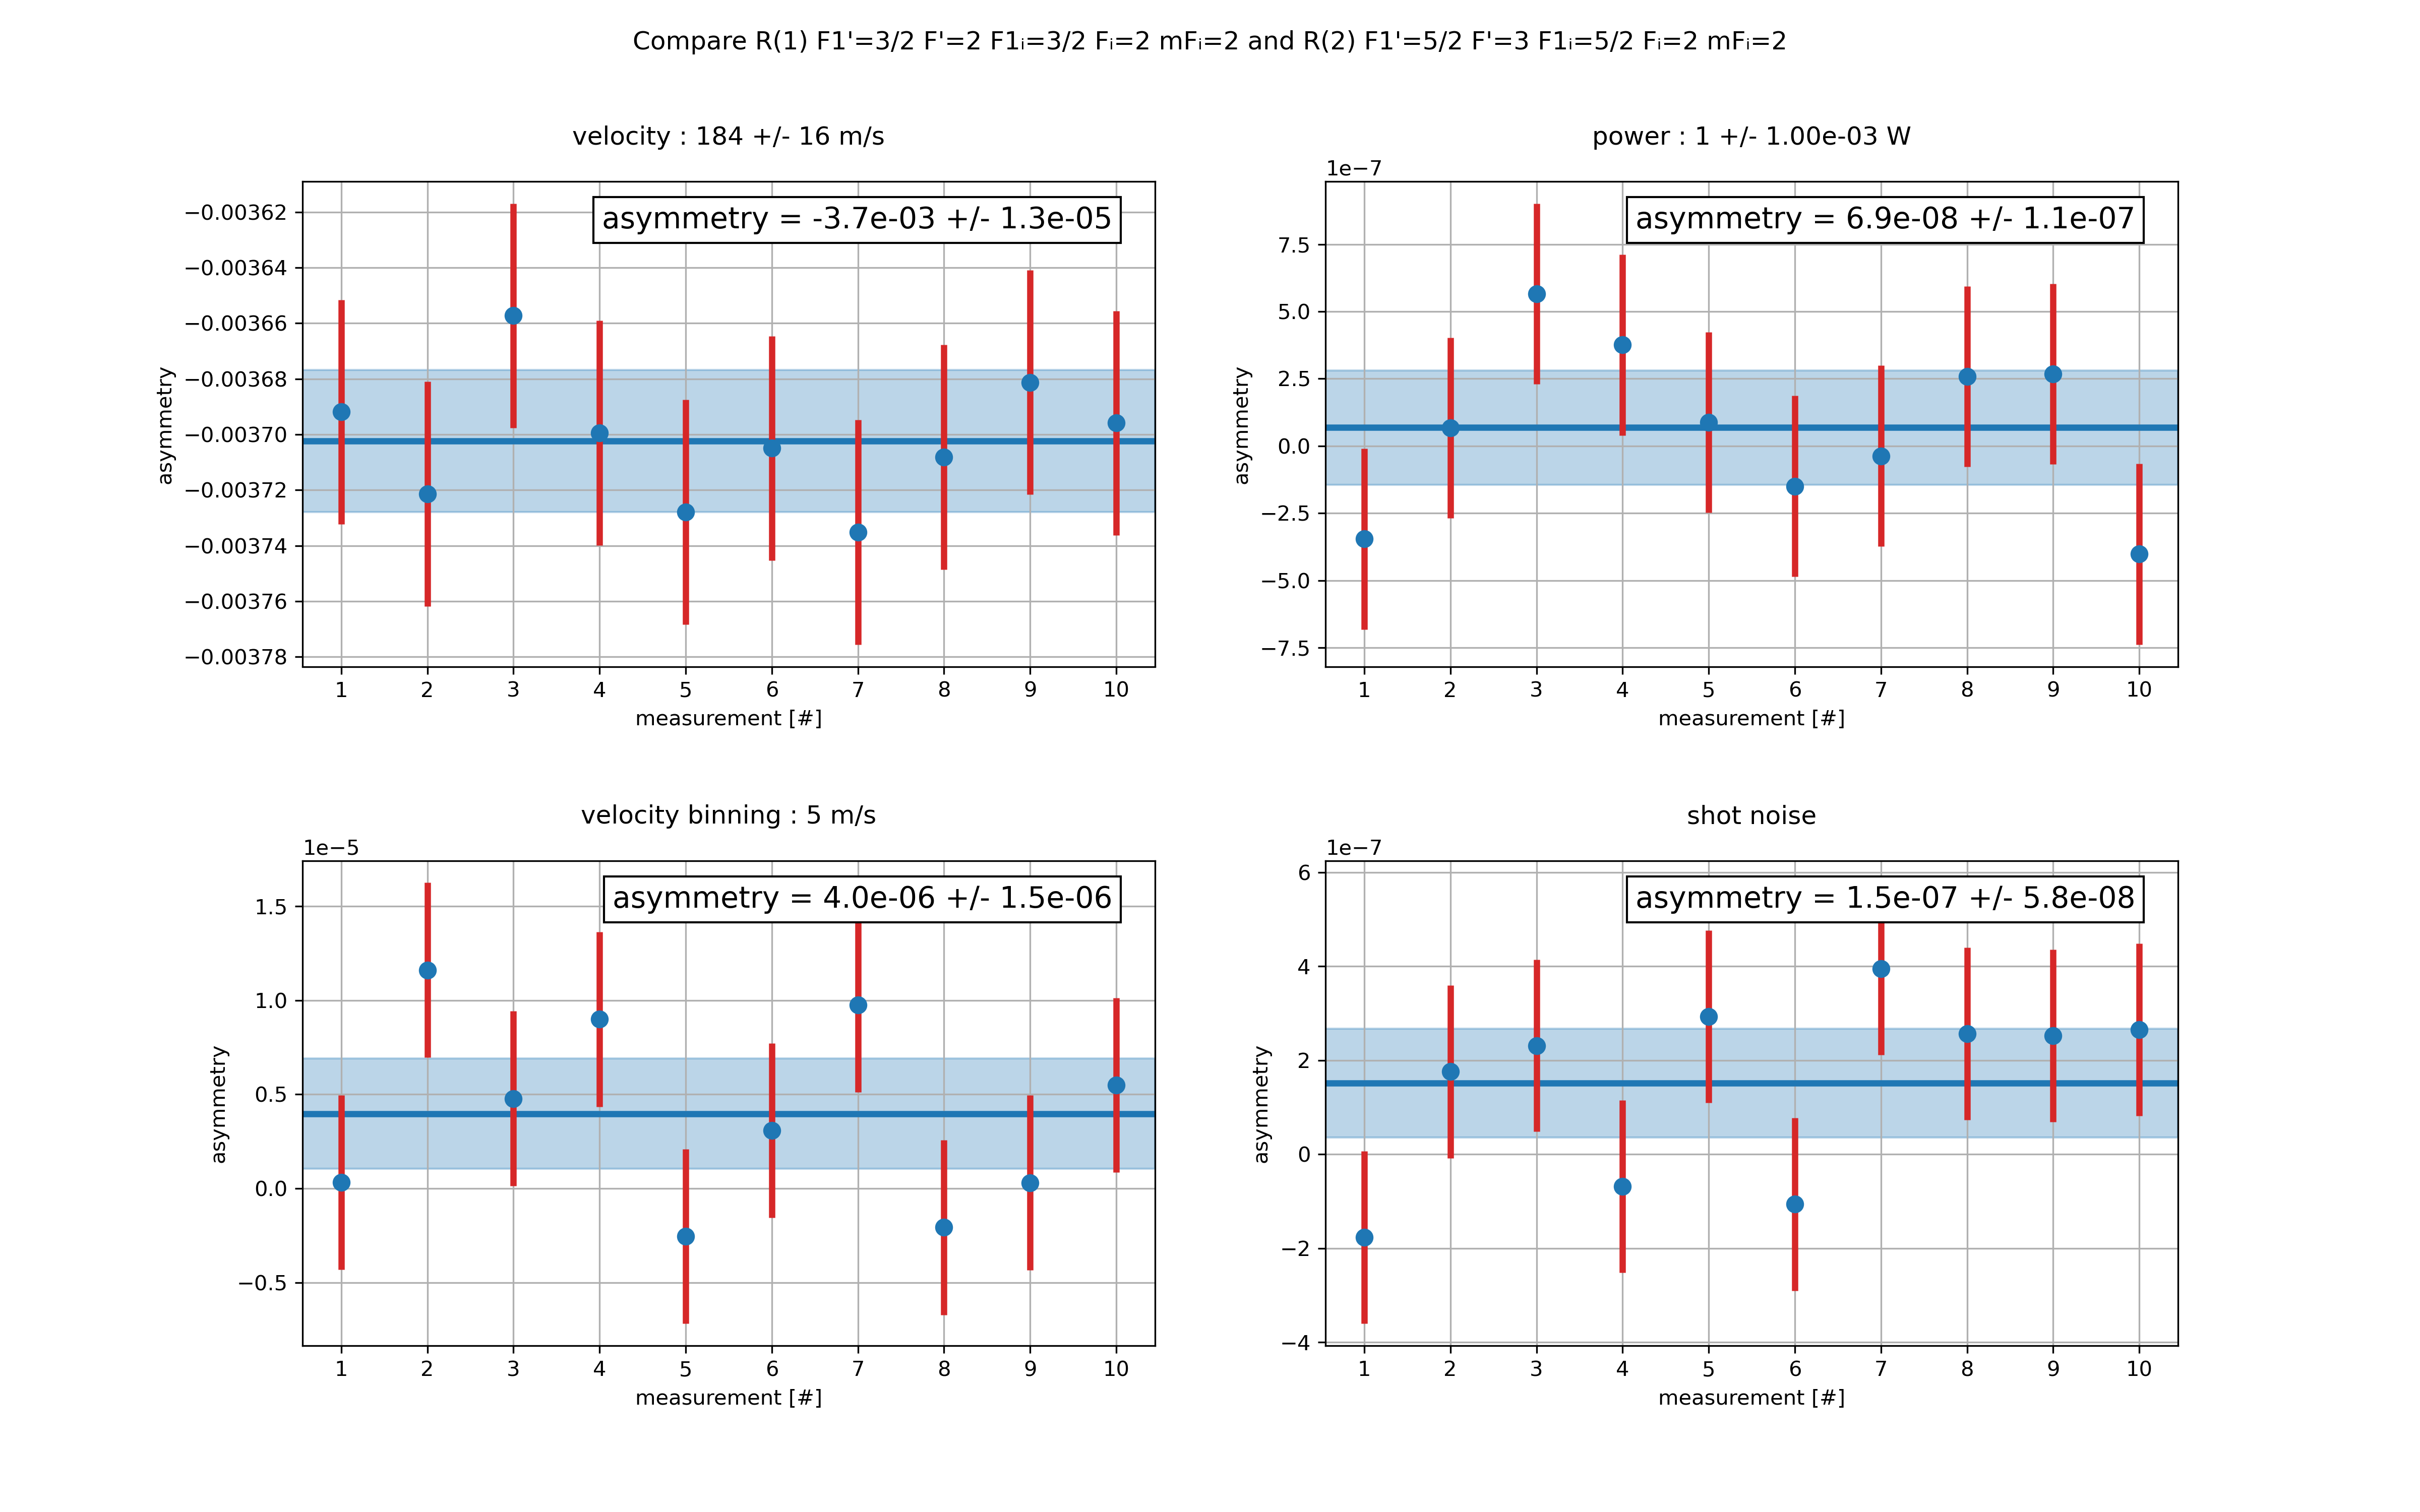 Compare R(1) F1'=3/2 F'=2 F1ᵢ=3/2 Fᵢ=2 mFᵢ=2 and R(2) F1'=5/2 F'=3 F1ᵢ=5/2 Fᵢ=2 mFᵢ=2
velocity : 184 +/- 16 m/s
asymmetry = -3.7e-03 +/- 1.3e-05
−0.00362
−0.00364
−0.00366
−0.00368
−0.00370
−0.00372
−0.00374
−0.00376
−0.00378
asymmetry
1 2 3 4 5 6 7 8 9 10
measurement [#]
power : 1 +/- 1.00e-03 W
1e−7
asymmetry = 6.9e-08 +/- 1.1e-07
7.5
5.0
2.5
0.0
−2.5
−5.0
−7.5
asymmetry
1 2 3 4 5 6 7 8 9 10
measurement [#]
velocity binning : 5 m/s
1e−5
asymmetry = 4.0e-06 +/- 1.5e-06
1.5
1.0
0.5
0.0
−0.5
asymmetry
1 2 3 4 5 6 7 8 9 10
measurement [#]
shot noise
1e−7
asymmetry = 1.5e-07 +/- 5.8e-08
6
4
2
0
−2
−4
asymmetry
1 2 3 4 5 6 7 8 9 10
measurement [#]